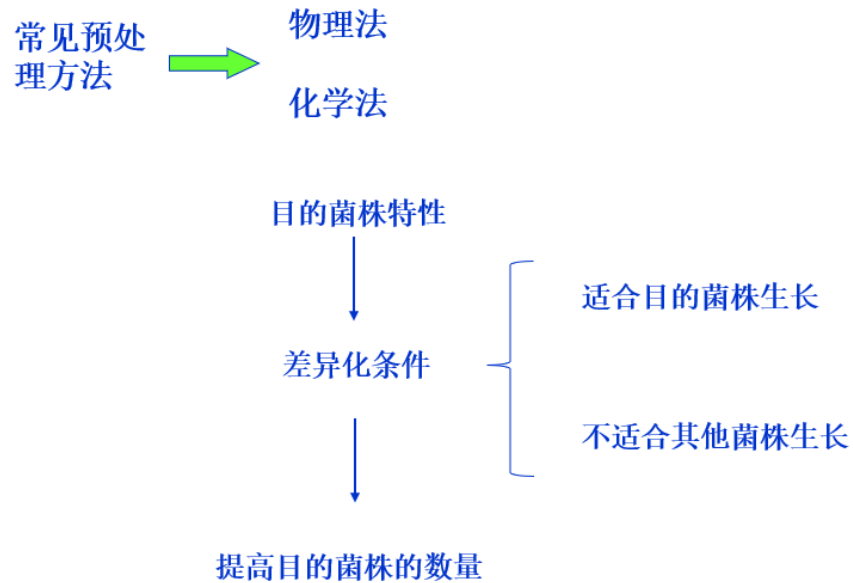 常见预处
理方法
物理法
化学法
目的菌株特性
差异化条件
适合目的菌株生长
不适合其他菌株生长
提高目的菌株的数量